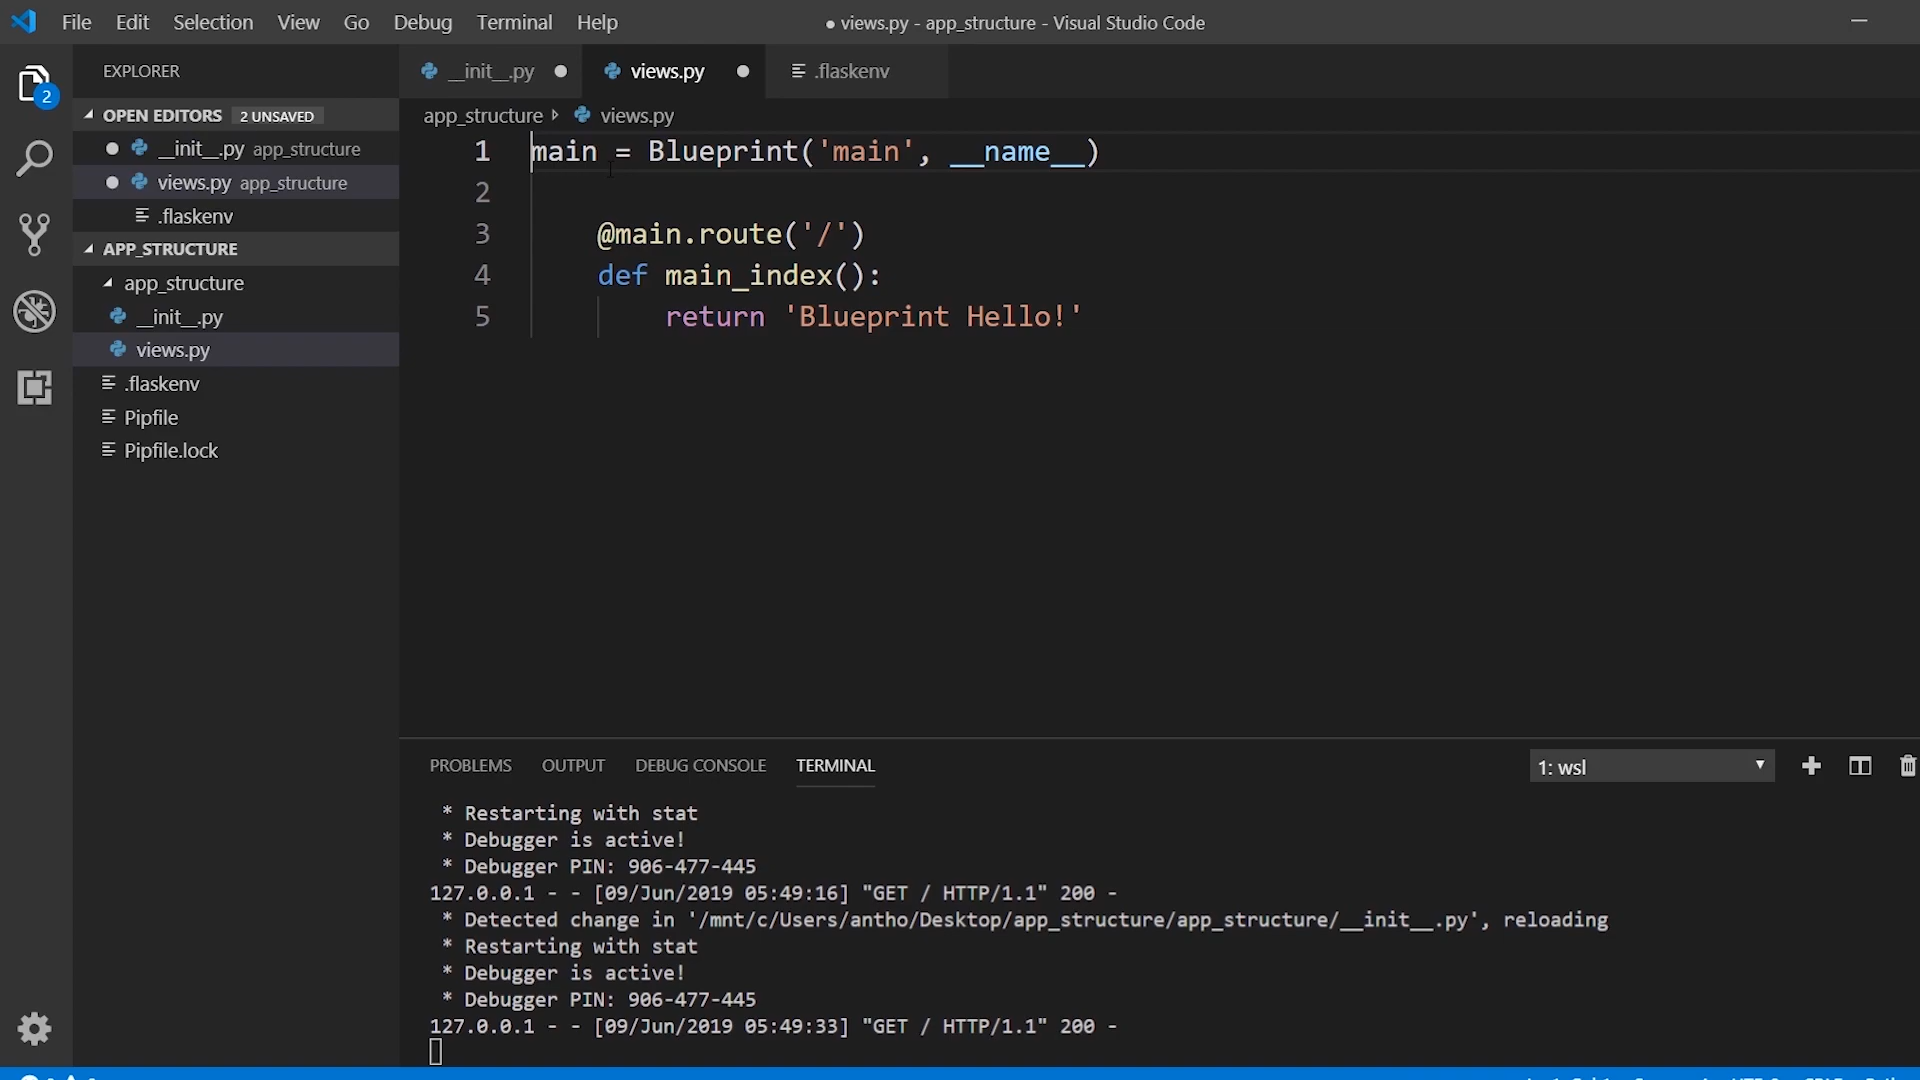 File Edit Selection View Go Debug Terminal Help
● views.py - app_structure - Visual Studio Code
EXPLORER
2
OPEN EDITORS 2 UNSAVED
__init__.py app_structure
views.py app_structure
.flaskenv
APP_STRUCTURE
app_structure
__init__.py
views.py
.flaskenv
Pipfile
Pipfile.lock
__init__.py views.py .flaskenv
app_structure views.py
1 main = Blueprint('main', __name__)
2
3 @main.route('/')
4 def main_index():
5 return 'Blueprint Hello!'
PROBLEMS OUTPUT DEBUG CONSOLE TERMINAL
1: wsl
* Restarting with stat
* Debugger is active!
* Debugger PIN: 906-477-445
127.0.0.1 - - [09/Jun/2019 05:49:16] "GET / HTTP/1.1" 200 -
* Detected change in '/mnt/c/Users/antho/Desktop/app_structure/app_structure/__init__.py', reloading
* Restarting with stat
* Debugger is active!
* Debugger PIN: 906-477-445
127.0.0.1 - - [09/Jun/2019 05:49:33] "GET / HTTP/1.1" 200 -